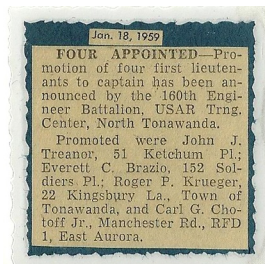 Jan. 18, 1959
FOUR APPOINTED—Pro-
motion of four first lieuten-
ants to captain has been an-
nounced by the 160th Engi-
neer Battalion, USAR Trng.
Center, North Tonawanda.
Promoted were John J.
Treanor, 51 Ketchum Pl.;
Everett C. Brazio, 152 Sol-
diers Pl.; Roger P. Krueger,
22 Kingsbury La., Town of
Tonawanda, and Carl G. Cho-
toff Jr., Manchester Rd., RFD
1, East Aurora.